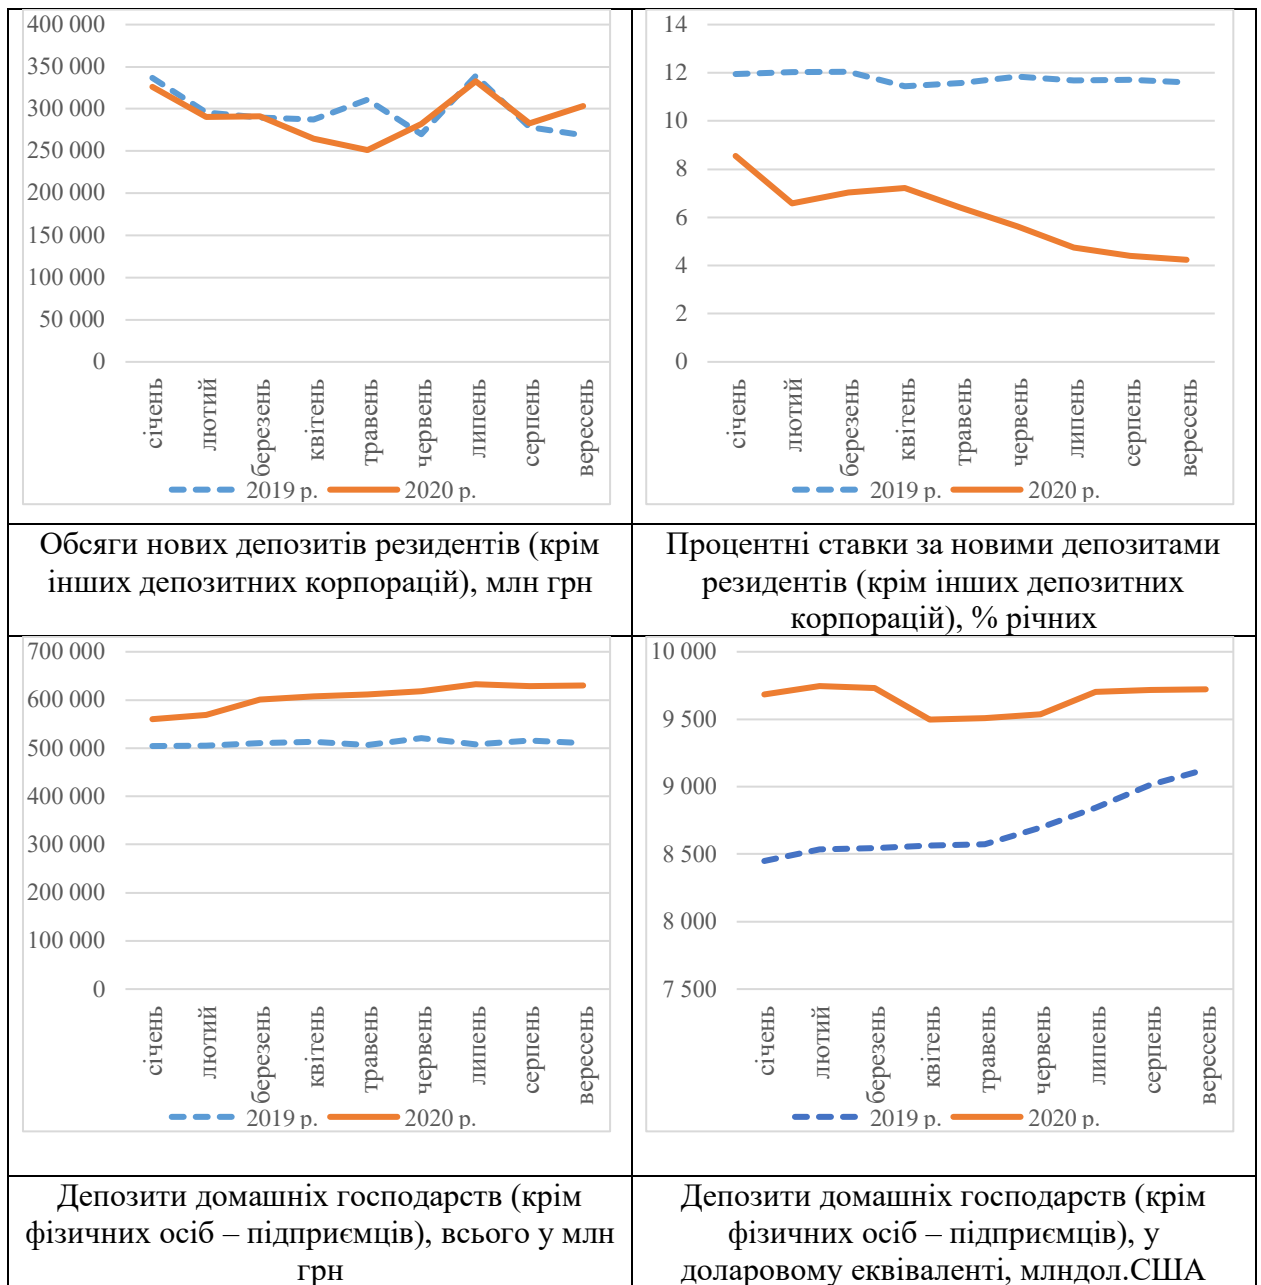 400 000
350 000
300 000
250 000
200 000
150 000
100 000
50 000
0
січень
лютий
березень
квітень
травень
червень
липень
серпень
вересень
2019 р.
2020 р.
14
12
10
8
6
4
2
0
січень
лютий
березень
квітень
травень
червень
липень
серпень
вересень
2019 р.
2020 р.
Обсяги нових депозитів резидентів (крім
інших депозитних корпорацій), млн грн
Процентні ставки за новими депозитами
резидентів (крім інших депозитних
корпорацій), % річних
700 000
600 000
500 000
400 000
300 000
200 000
100 000
0
січень
лютий
березень
квітень
травень
червень
липень
серпень
вересень
2019 р.
2020 р.
10 000
9 500
9 000
8 500
8 000
7 500
січень
лютий
березень
квітень
травень
червень
липень
серпень
вересень
2019 р.
2020 р.
Депозити домашніх господарств (крім
фізичних осіб – підприємців), всього у млн
грн
Депозити домашніх господарств (крім
фізичних осіб – підприємців), у
доларовому еквіваленті, млндол.США